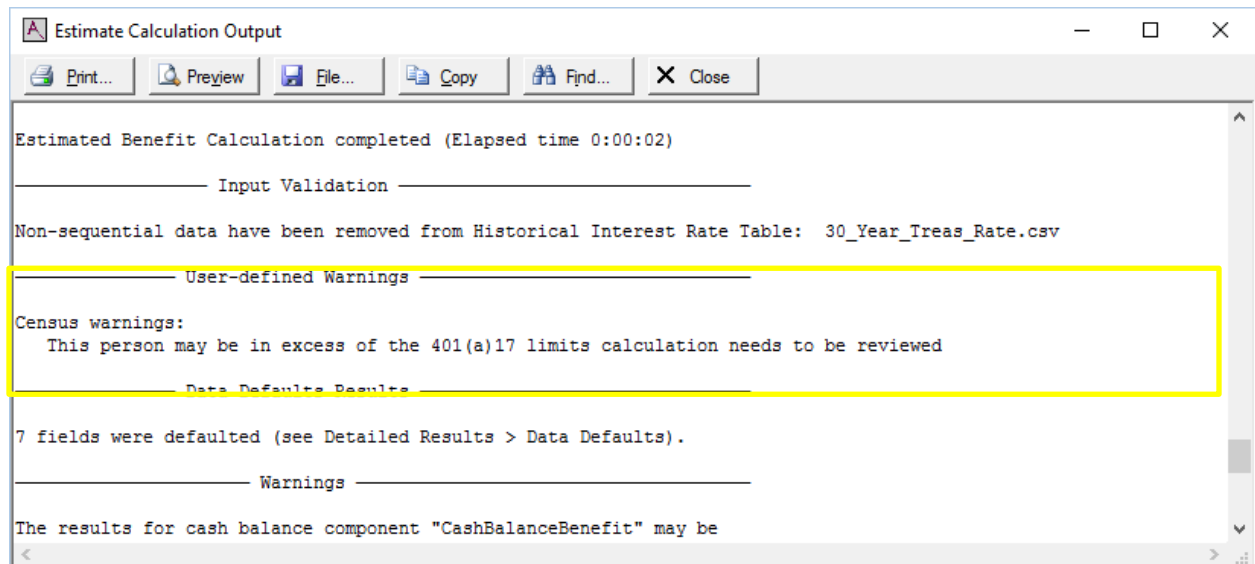 Estimate Calculation Output
Print... Preview File... Copy Find... Close
Estimated Benefit Calculation completed (Elapsed time 0:00:02)
Input Validation
Non-sequential data have been removed from Historical Interest Rate Table:  30_Year_Treas_Rate.csv
User-defined Warnings
Census warnings:
This person may be in excess of the 401(a)17 limits calculation needs to be reviewed
Data Defaults Results
7 fields were defaulted (see Detailed Results > Data Defaults).
Warnings
The results for cash balance component "CashBalanceBenefit" may be